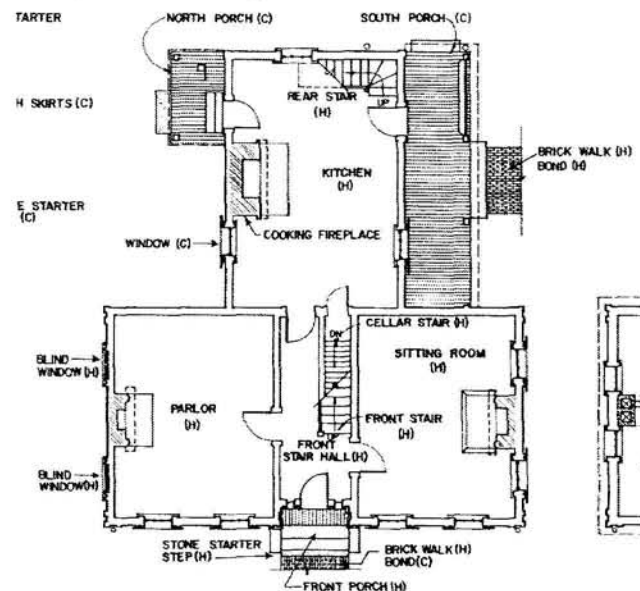 TARTER
NORTH PORCH (C)
SOUTH PORCH (C)
H SKIRTS (C)
REAR STAIR
(H)
UP
BRICK WALK (H)
BOND (H)
KITCHEN
(H)
E STARTER
(C)
WINDOW (C)
COOKING FIREPLACE
DN
CELLAR STAIR (H)
BLIND
WINDOW (H)
SITTING ROOM
(H)
PARLOR
(H)
FRONT STAIR
(H)
UP
FRONT
STAIR HALL (H)
BLIND
WINDOW (H)
STONE STARTER
STEP (H)
BRICK WALK (H)
BOND (C)
FRONT PORCH (H)